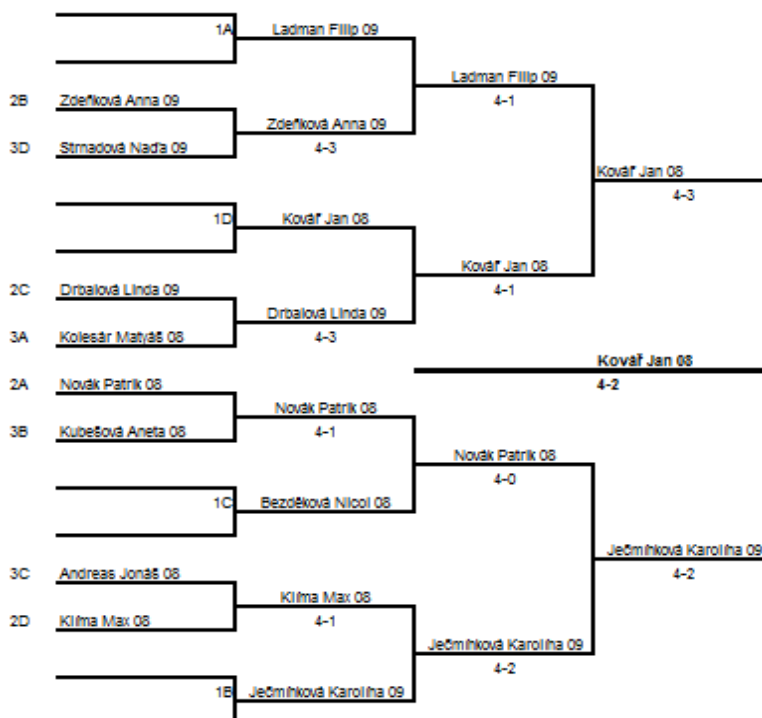 1A Ladman Filip 09
Ladman Filip 09
2B Zdeňková Anna 09 4-1
Zdeňková Anna 09
3D Strnadová Naďa 09 4-3
Kovář Jan 08
4-3
1D Kovář Jan 08
Kovář Jan 08
2C Drbalová Linda 09 4-1
Drbalová Linda 09
3A Kolesár Matyáš 08 4-3
Kovář Jan 08
2A Novák Patrik 08 4-2
Novák Patrik 08
3B Kubešová Aneta 08 4-1
Novák Patrik 08
4-0
1C Bezděková Nicol 08
Ječmínková Karolína 09
3C Andreas Jonáš 08 4-2
Klíma Max 08
2D Klíma Max 08 4-1
Ječmínková Karolína 09
4-2
1B Ječmínková Karolína 09